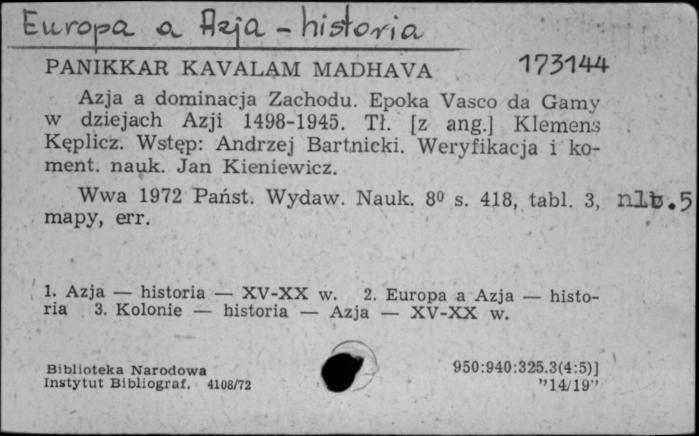 Europa a Azja - historia
PANIKKAR KAVALAM MADHAVA 173144
Azja a dominacja Zachodu. Epoka Vasco da Gamy
w dziejach Azji 1498-1945. Tł. [z ang.] Klemens
Kęplicz. Wstęp: Andrzej Bartnicki. Weryfikacja i ko-
ment. nauk. Jan Kieniewicz.
Wwa 1972 Państ. Wydaw. Nauk. 8⁰ s. 418, tabl. 3, nlb.5
mapy, err.
1. Azja — historia — XV-XX w. 2. Europa a Azja — histo-
ria 3. Kolonie — historia — Azja — XV-XX w.
Biblioteka Narodowa 950:940:325.3(4:5)]
Instytut Bibliograf. 4108/72 ”14/19”